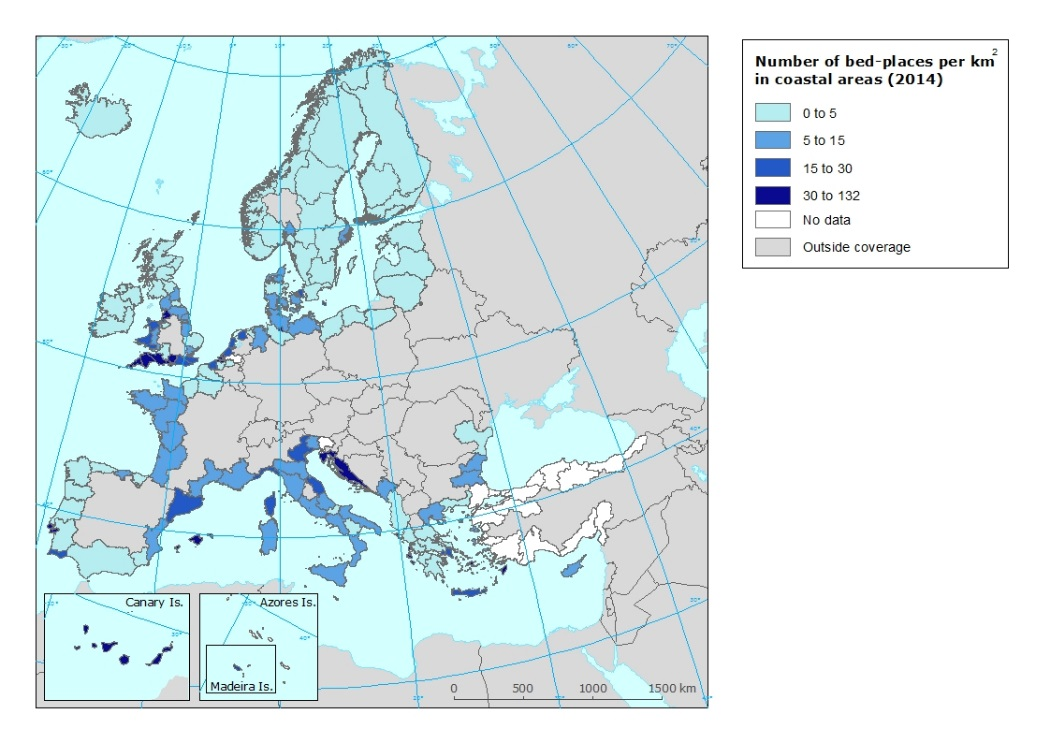 Number of bed-places per km²
in coastal areas (2014)
0 to 5
5 to 15
15 to 30
30 to 132
No data
Outside coverage
Canary Is.
Azores Is.
Madeira Is.
0 500 1000 1500 km